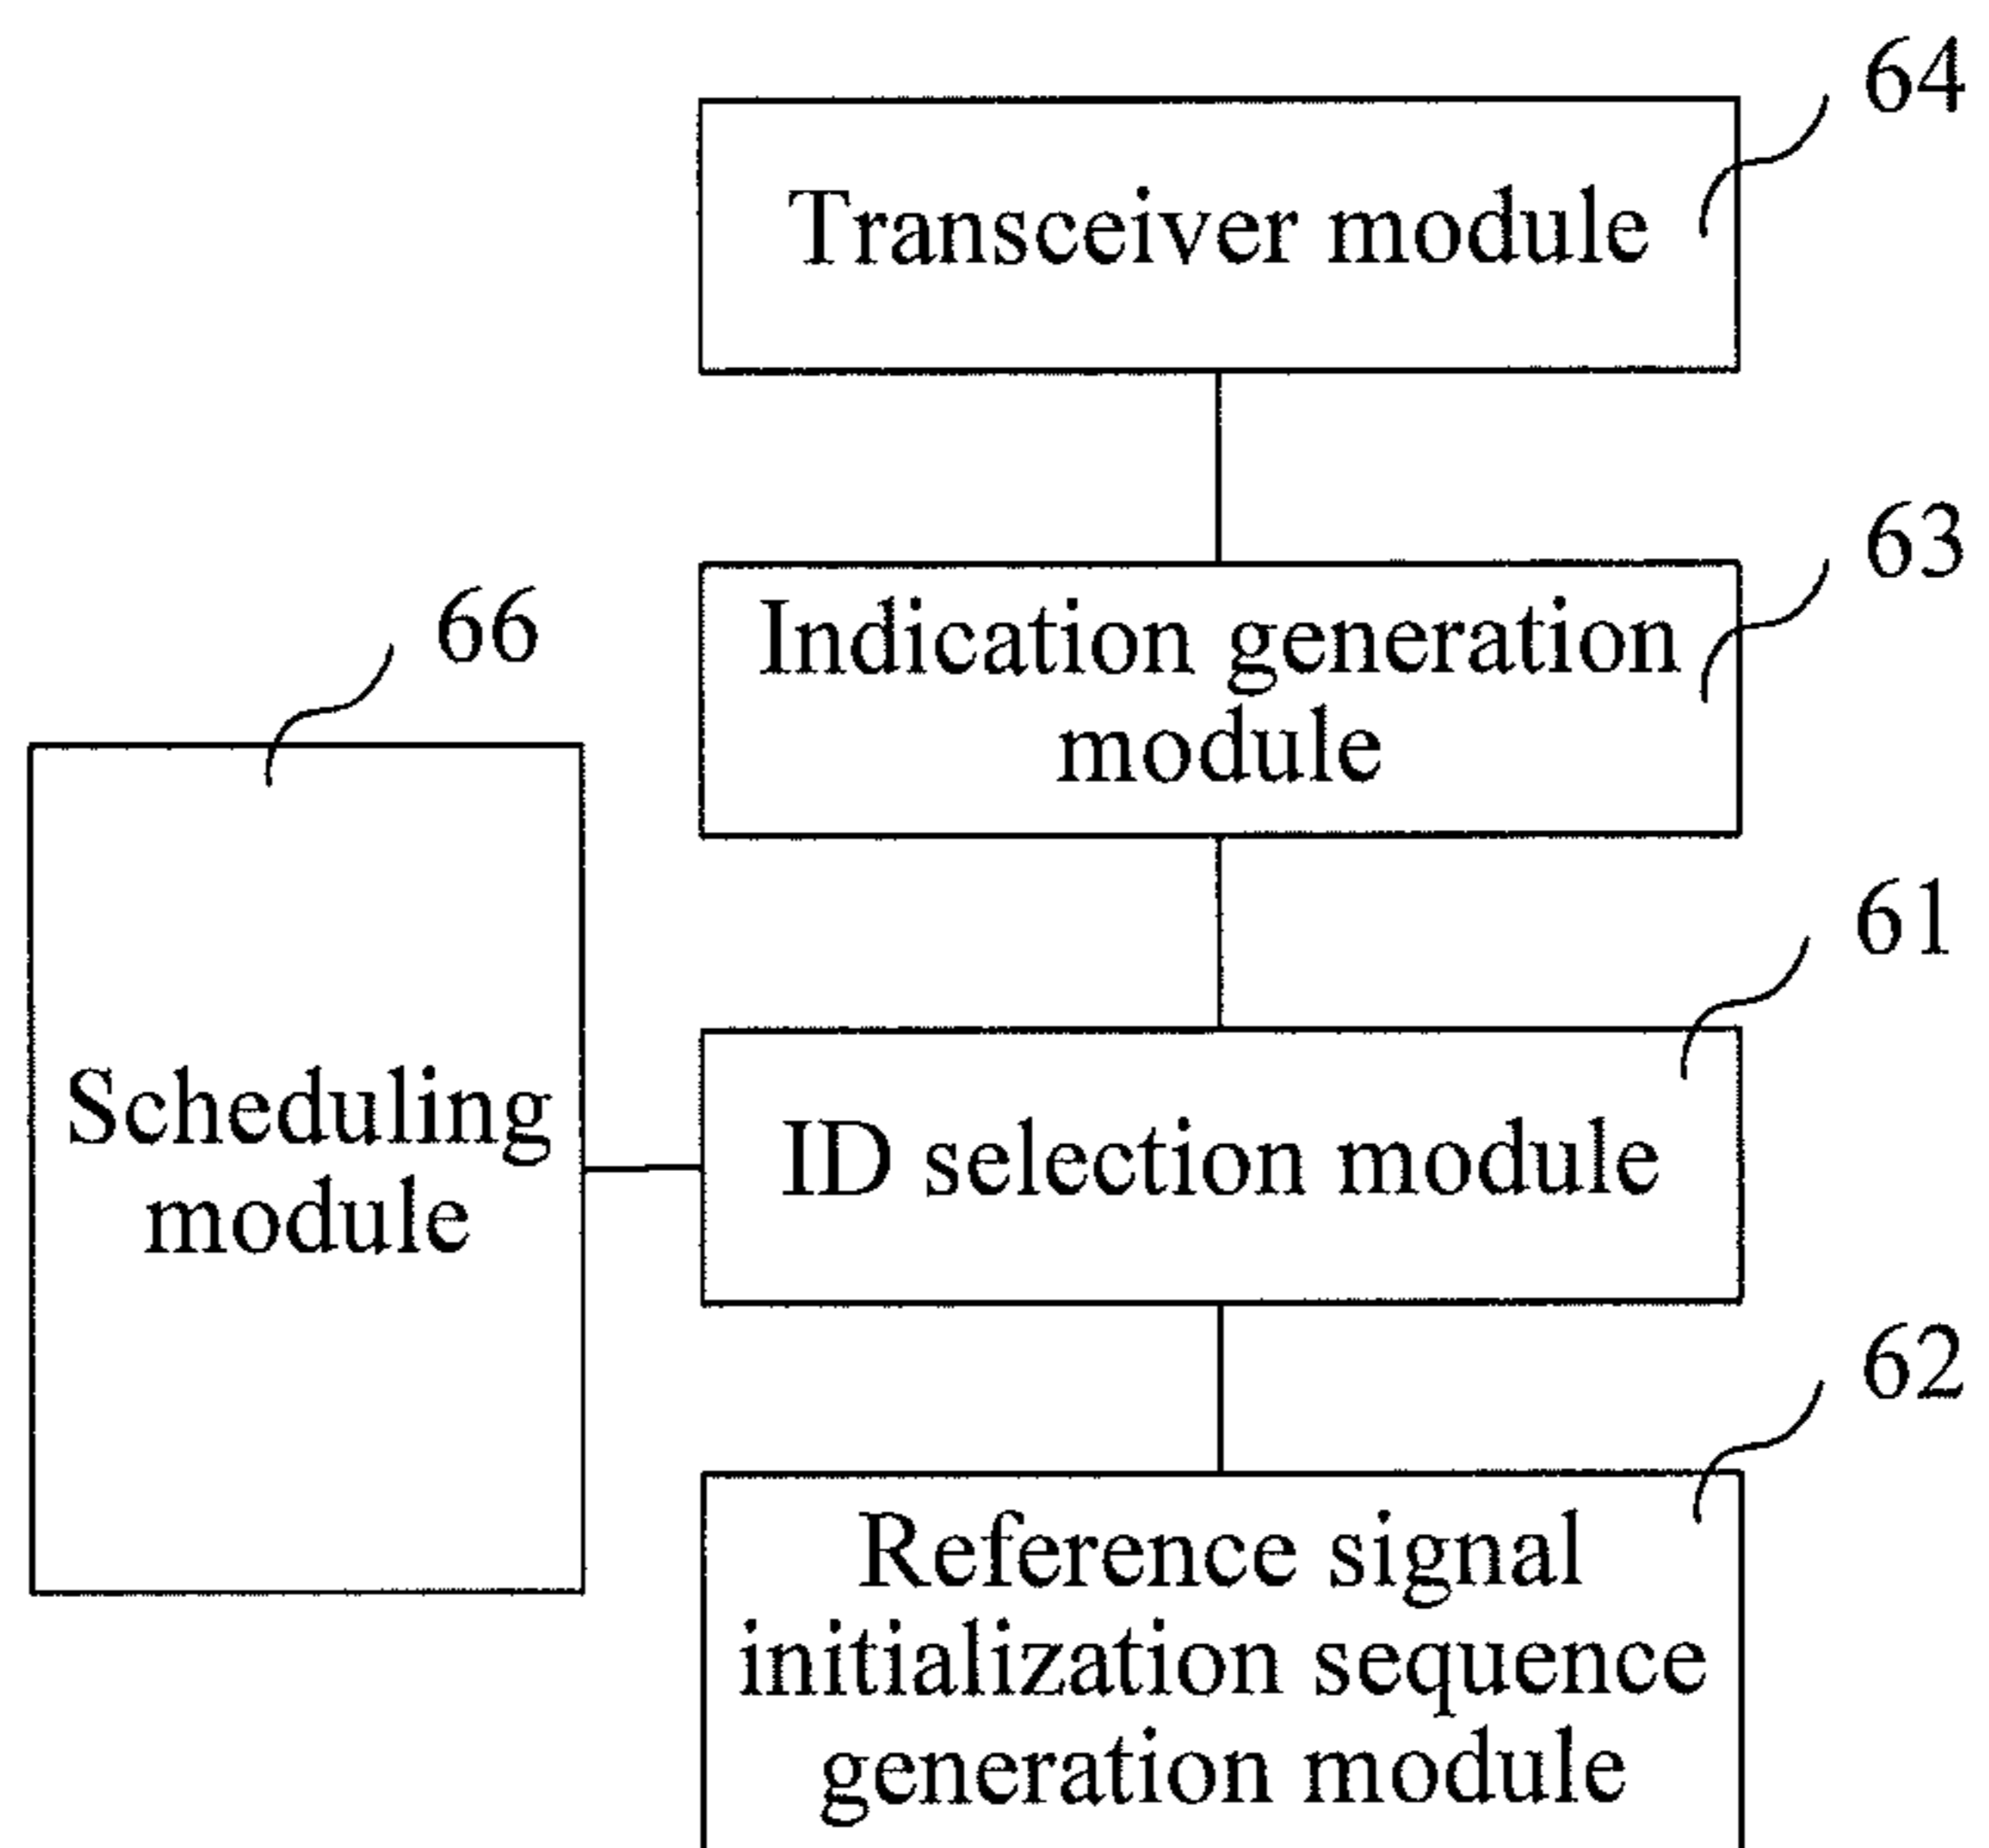 64
Transceiver module
63
Indication generation
module
66
61
Scheduling
module
ID selection module
62
Reference signal
initialization sequence
generation module